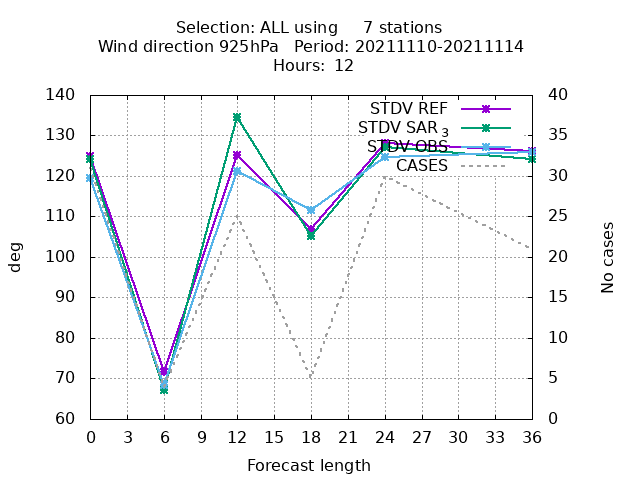 Selection: ALL using     7 stations
Wind direction 925hPa   Period: 20211110-20211114
Hours: 12
140
130
120
110
100
90
80
70
60
deg
40
35
30
25
20
15
10
5
0
No cases
STDV REF
STDV SAR 3
STDV OBS
CASES
0 3 6 9 12 15 18 21 24 27 30 33 36
Forecast length